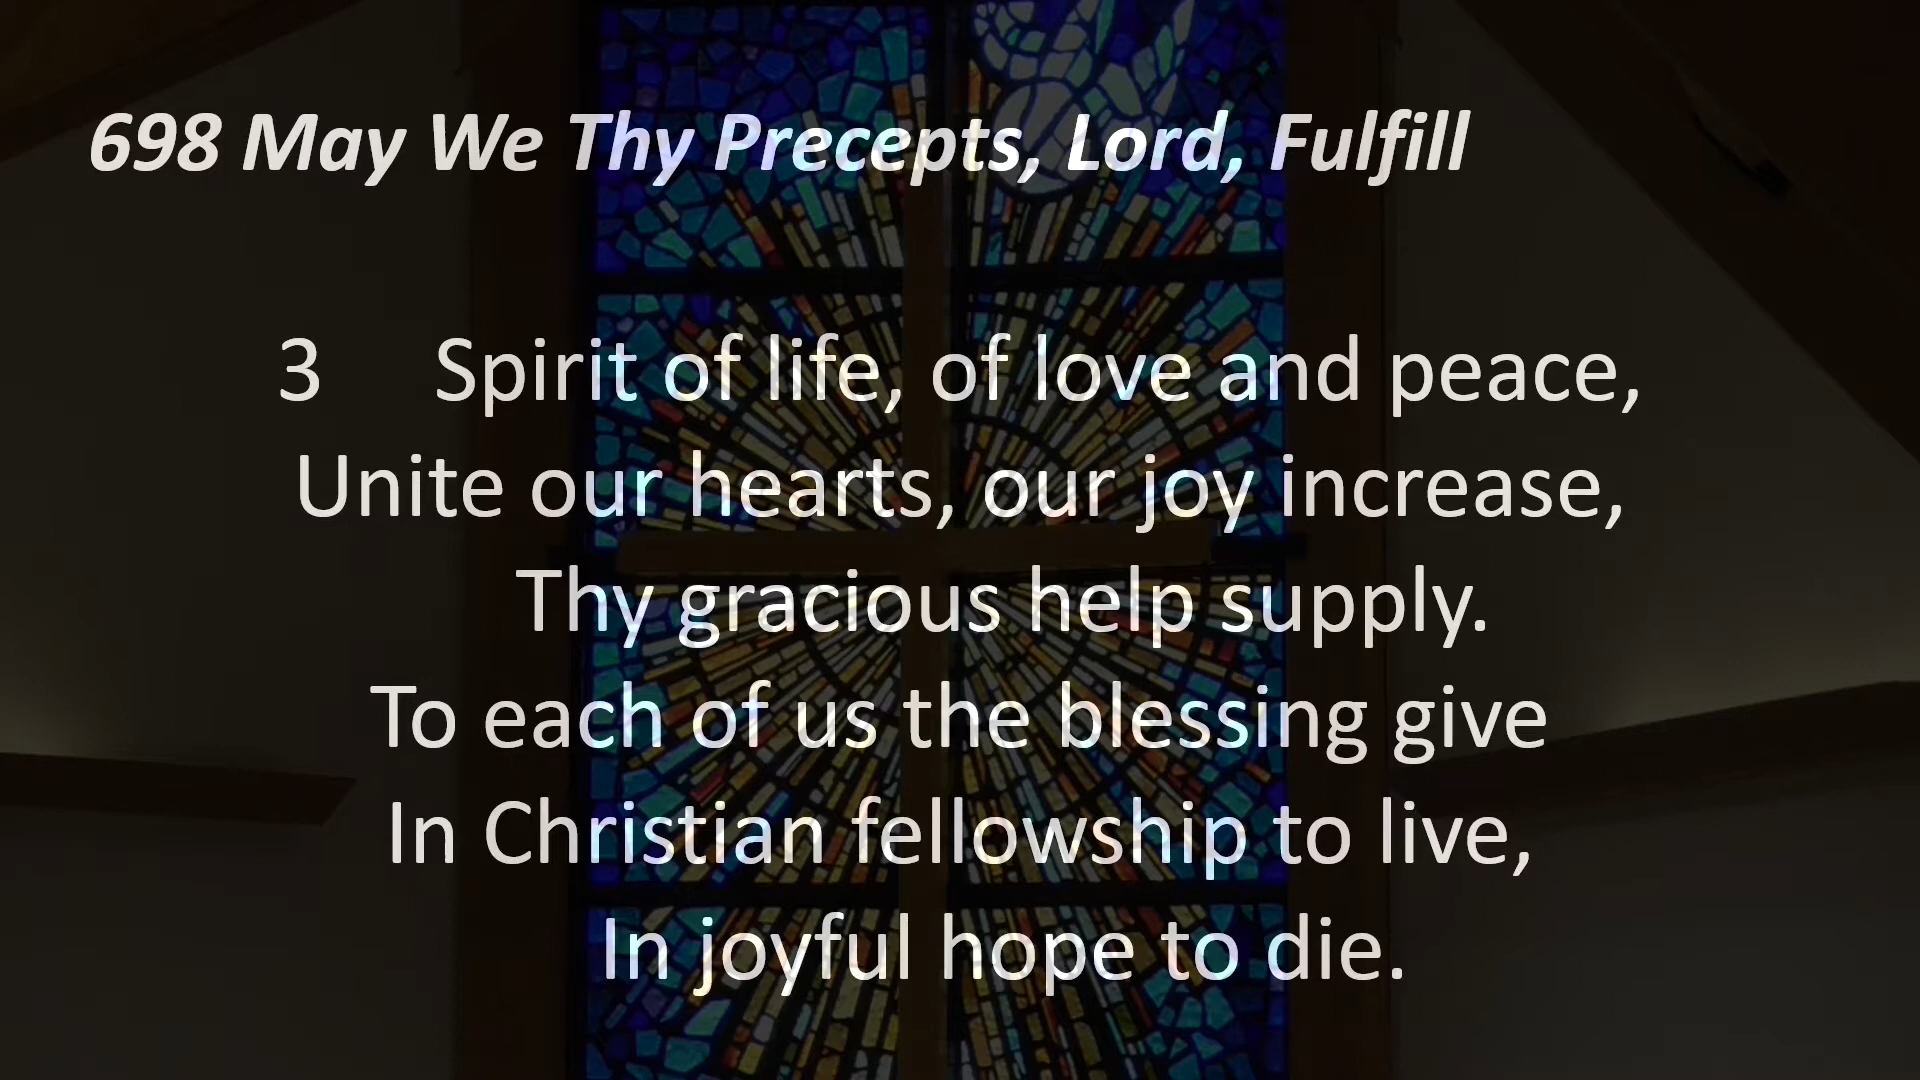 698 May We Thy Precepts, Lord, Fulfill
3 Spirit of life, of love and peace,
Unite our hearts, our joy increase,
Thy gracious help supply.
To each of us the blessing give
In Christian fellowship to live,
In joyful hope to die.